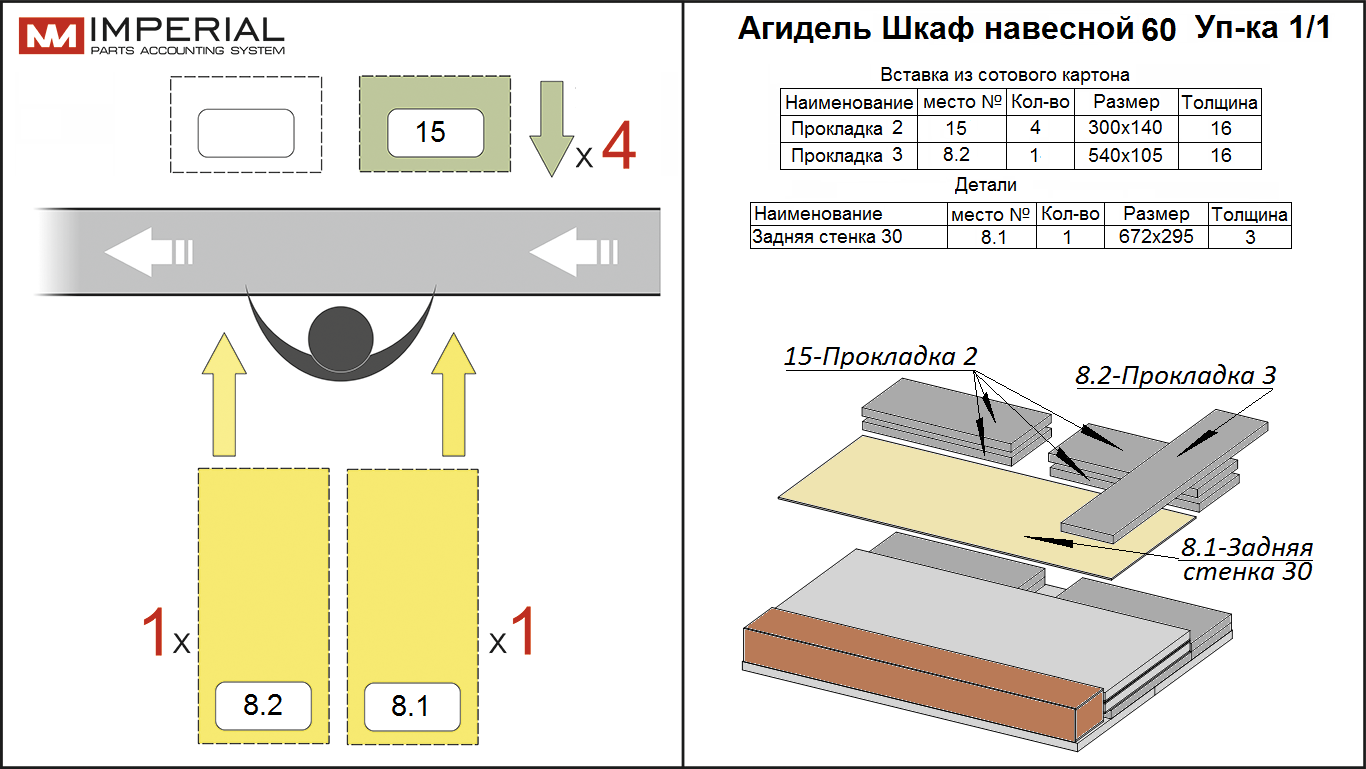 IMPERIAL
PARTS ACCOUNTING SYSTEM
15
x 4
1 x
x 1
8.2
8.1
Агидель Шкаф навесной 60 Уп-ка 1/1
Вставка из сотового картона
Наименование место № Кол-во Размер Толщина
Прокладка 2 15 4 300x140 16
Прокладка 3 8.2 1 540x105 16
Детали
Наименование место № Кол-во Размер Толщина
Задняя стенка 30 8.1 1 672x295 3
15-Прокладка 2
8.2-Прокладка 3
8.1-Задняя
стенка 30